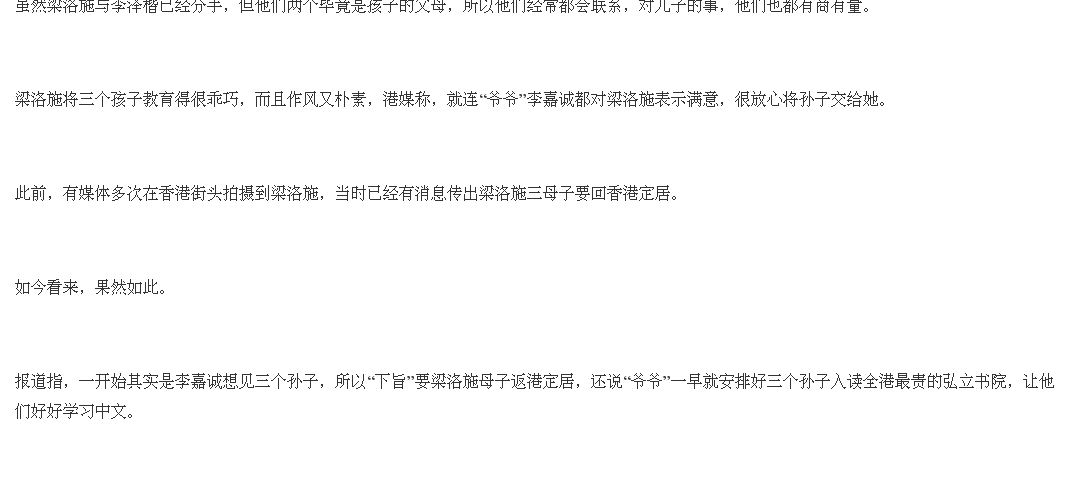 虽然梁洛施与李泽楷已经分手，但他们两个毕竟是孩子的父母，所以他们经常都会联系，对儿子的事，他们也都有商有量。
梁洛施将三个孩子教育得很乖巧，而且作风又朴素，港媒称，就连“爷爷”李嘉诚都对梁洛施表示满意，很放心将孙子交给她。
此前，有媒体多次在香港街头拍摄到梁洛施，当时已经有消息传出梁洛施三母子要回香港定居。
如今看来，果然如此。
报道指，一开始其实是李嘉诚想见三个孙子，所以“下旨”要梁洛施母子返港定居，还说“爷爷”一早就安排好三个孙子入读全港最贵的弘立书院，让他
们好好学习中文。